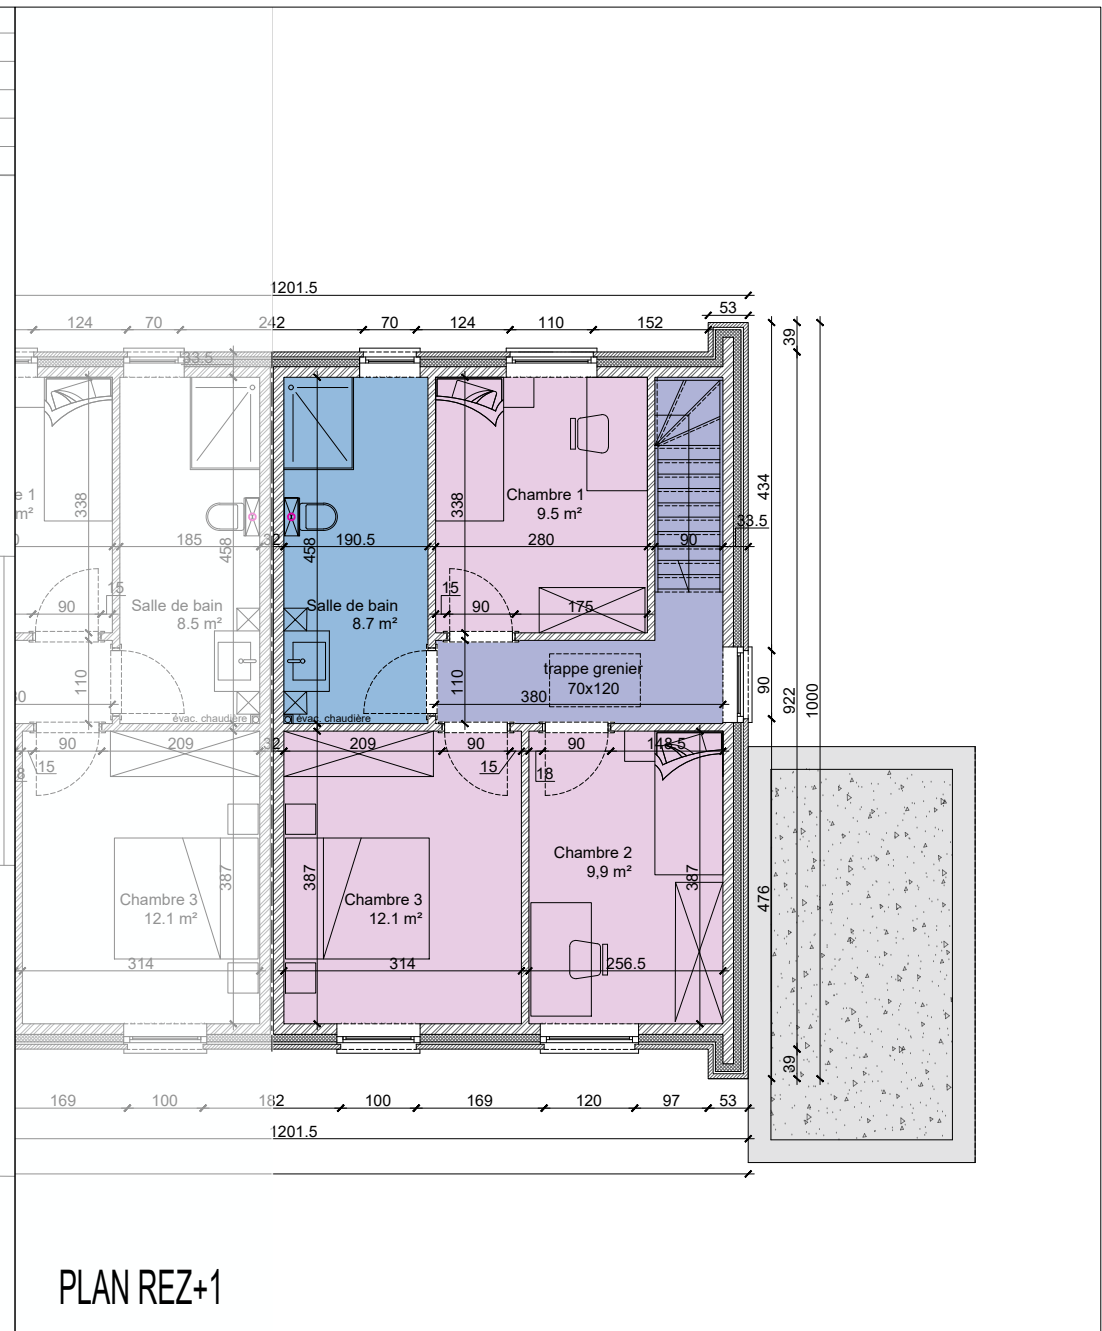 1201.5
53
124 70 242 70 124 110 152
39
33.5
e 1
m²
338
Chambre 1
9.5 m²
338
434
33.5
0 185 32 190.5 280 90
458
458
15
90
Salle de bain
8.5 m²
Salle de bain
8.7 m²
15
90
175
110
110
trappe grenier
70x120
380
90
922
1000
80
évac. chaudière
évac. chaudière
90 209 32 209 90 90 148.5
8 15
15
18
Chambre 2
9,9 m²
387
387
387
476
Chambre 3
12.1 m²
Chambre 3
12.1 m²
314 314 256.5
39
169 100 182 100 169 120 97 53
1201.5
PLAN REZ+1